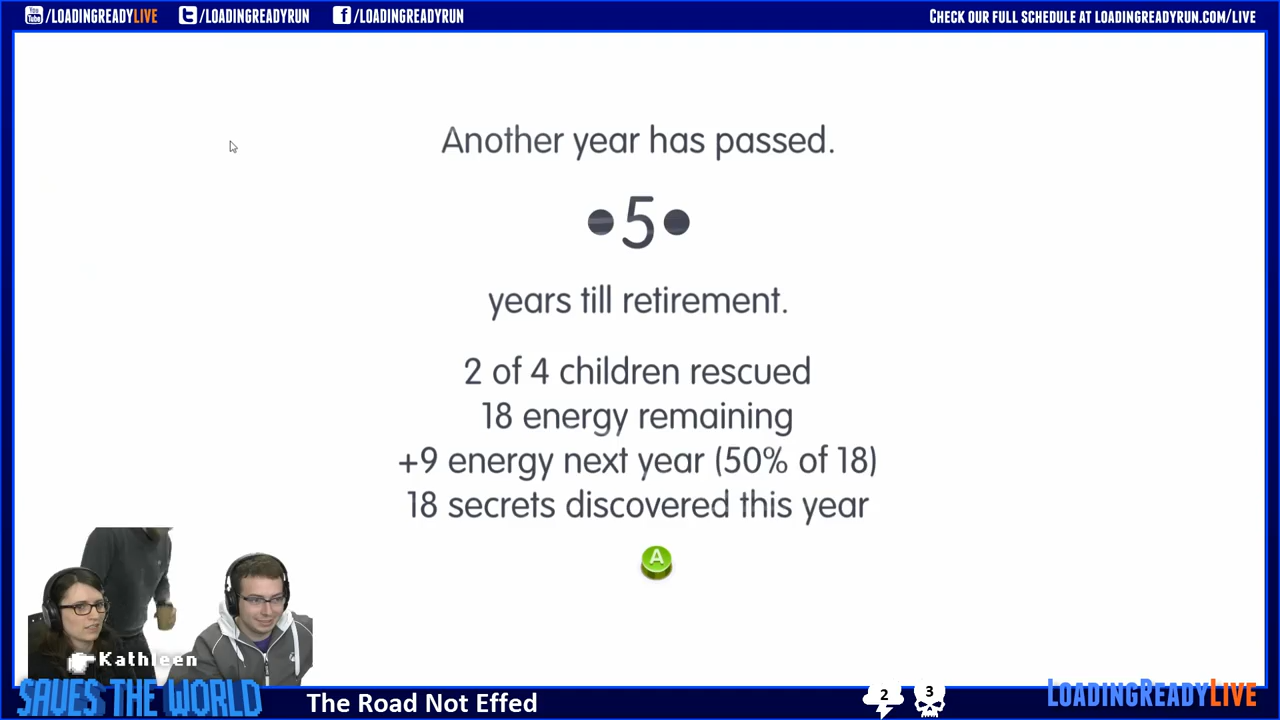 /LOADINGREADYLIVE /LOADINGREADYRUN /LOADINGREADYRUN CHECK OUR FULL SCHEDULE AT LOADINGREADYRUN.COM/LIVE
Another year has passed.
•5•
years till retirement.
2 of 4 children rescued
18 energy remaining
+9 energy next year (50% of 18)
18 secrets discovered this year
A
Kathleen
SAVES THE WORLD The Road Not Effed 2 3 LOADINGREADYLIVE